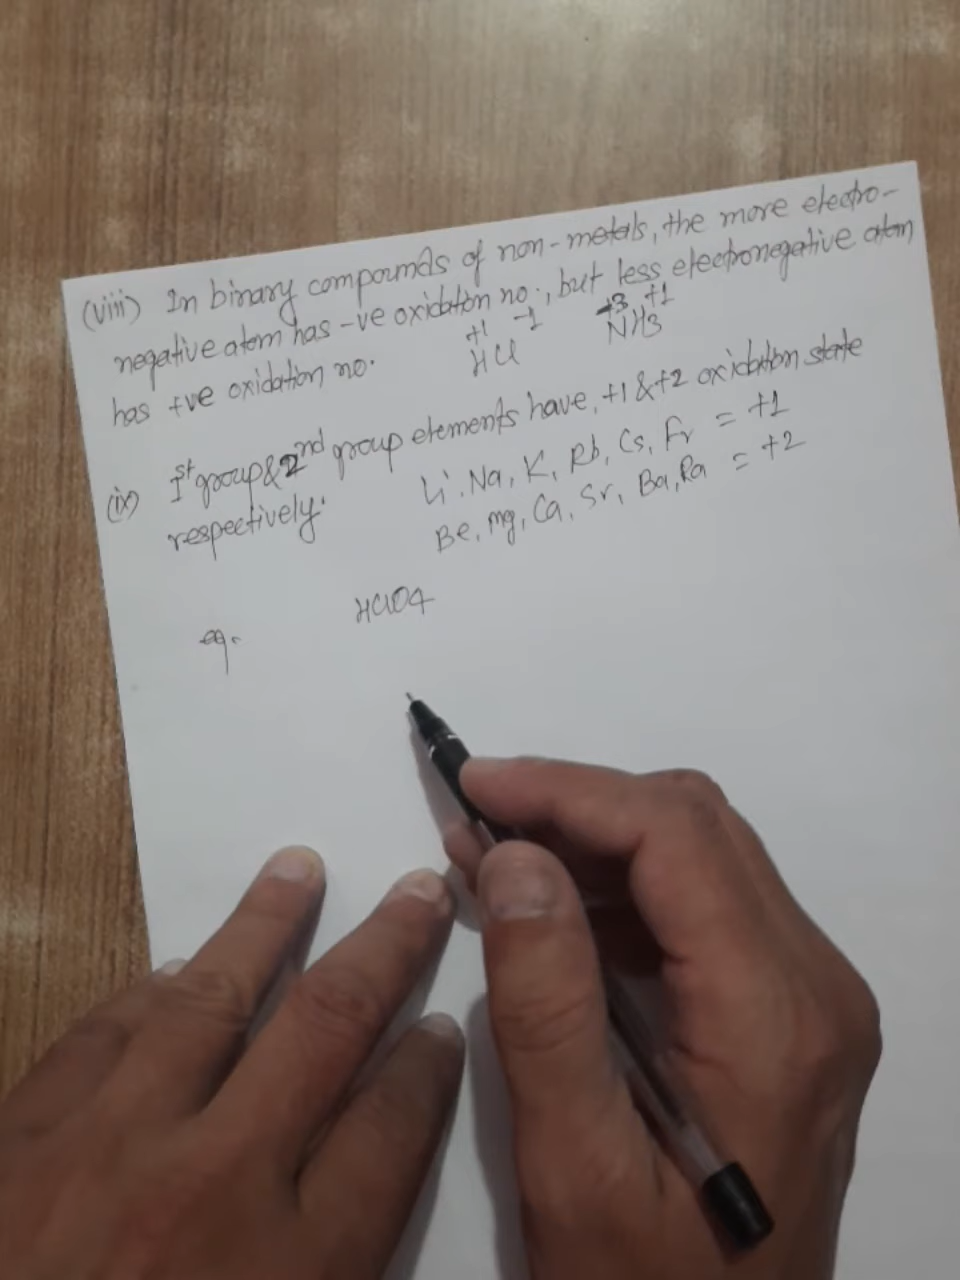 (viii) In binary compounds of non-metals, the more electro-
negative atom has -ve oxidation no., but less electronegative atom
has +ve oxidation no.
+1 -1
HCl
-3 +1
NH3
(ix) Ist group & 2nd group elements have, +1 & +2 oxidation state
respectively.
Li, Na, K, Rb, Cs, Fr = +1
Be, Mg, Ca, Sr, Ba, Ra = +2
eg.
HClO4